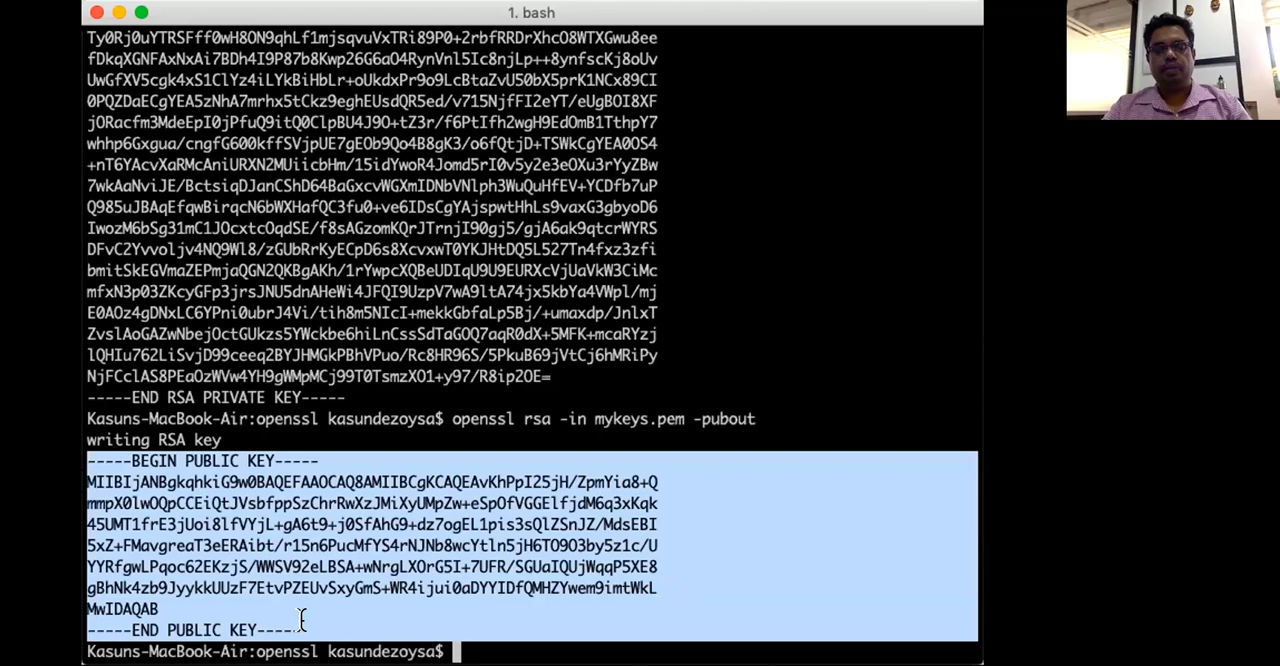 1. bash
Ty0Rj0uYTRSFff0wH8ON9qhLf1mjsqvuVxTRi89P0+2rbfRRDrXhcO8WTXGwu8ee
fDkqXGNFAxNxAi7BDh4I9P87b8Kwp26G6aO4RynVnl5Ic8njLp++8ynfscKj8oUv
UwGfXV5cgk4xS1ClYz4iLYkBiHbLr+oUkdxPr9o9LcBtaZvU50bX5prK1NCx89CI
0PQZDaECgYEA5zNhA7mrhx5tCkz9eghEUsdQR5ed/v715NjfFI2eYT/eUgBOI8XF
jORacfm3MdeEpI0jPfuQ9itQ0ClpBU4J9O+tZ3r/f6PtIfh2wgH9EdOmB1TthpY7
whhp6Gxgua/cngfG600kffSVjpUE7gEOb9Qo4B8gK3/o6fQtjD+TSWkCgYEA0OS4
+nT6YAcvXaRMcAniURXN2MUiicbHm/15idYwoR4Jomd5rI0v5y2e3eOXu3rYyZBw
7wkAaNviJE/BctsiqDJanCShD64BaGxcvWGXmIDNbVNlph3WuQuHfEV+YCDfb7uP
Q985uJBAqEfqwBirqcN6bWXHafQC3fu0+ve6IDsCgYAjspwtHhLs9vaxG3gbyoD6
IwozM6bSg31mC1JOcxtcOqdSE/f8sAGzomKQrJTrnjI90gj5/gjA6ak9qtcrWYRS
DFvC2Yvvoljv4NQ9Wl8/zGUbRrKyECpD6s8XcvxwT0YKJHtDQ5L527Tn4fxz3zfi
bmitSkEGVmaZEPmjaQGN2QKBgAKh/1rYwpcXQBeUDIqU9U9EURXcVjUaVkW3CiMc
mfxN3p03ZKcyGFp3jrsJNU5dnAHeWi4JFQI9UzpV7wA9ltA74jx5kbYa4VWpl/mj
E0AOz4gDNxLC6YPni0ubrJ4Vi/tih8m5NIcI+mekkGbfaLp5Bj/+umaxdp/JnlxT
ZvslAoGAZwNbejOctGUkzs5YWckbe6hiLnCssSdTaGOQ7aqR0dX+5MFK+mcaRYzj
lQHIu762LiSvjD99ceeq2BYJHMGkPBhVPuo/Rc8HR96S/5PkuB69jVtCj6hMRiPy
NjFCclAS8PEaOzWVw4YH9gWMpMCj99T0TsmzXO1+y97/R8ip2OE=
-----END RSA PRIVATE KEY-----
Kasuns-MacBook-Air:openssl kasundezoysa$ openssl rsa -in mykeys.pem -pubout
writing RSA key
-----BEGIN PUBLIC KEY-----
MIIBIjANBgkqhkiG9w0BAQEFAAOCAQ8AMIIBCgKCAQEAvKhPpI25jH/ZpmYia8+Q
mmpX0lwOQpCCEiQtJVsbfppSzChrRwXzJMiXyUMpZw+eSpOfVGGElfjdM6q3xKqk
45UMT1frE3jUoi8lfVYjL+gA6t9+j0SfAhG9+dz7ogEL1pis3sQlZSnJZ/MdsEBI
5xZ+FMavgreaT3eERAibt/r15n6PucMfYS4rNJNb8wcYtln5jH6TO9O3by5z1c/U
YYRfgwLPqoc62EKzjS/WWSV92eLBSA+wNrgLXOrG5I+7UFR/SGUaIQUjWqqP5XE8
gBhNk4zb9JyykkUUzF7EtvPZEUvSxyGmS+WR4ijui0aDYYIDfQMHZYwem9imtWkL
MwIDAQAB
-----END PUBLIC KEY-----
Kasuns-MacBook-Air:openssl kasundezoysa$